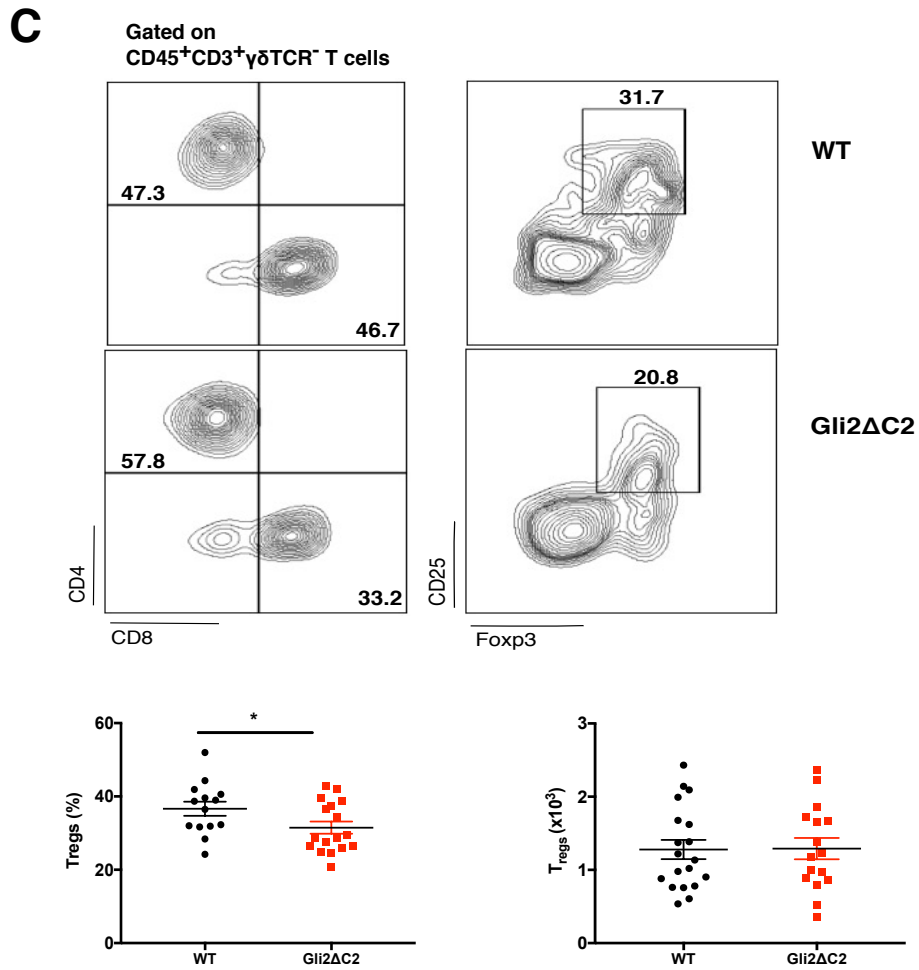 C
Gated on
CD45⁺CD3⁺γδTCR⁻ T cells
31.7
WT
47.3
46.7
20.8
Gli2ΔC2
57.8
33.2
CD4
CD25
CD8
Foxp3
*
60
40
20
0
Tregs (%)
WT
Gli2ΔC2
3
2
1
0
Tregs (x10³)
WT
Gli2ΔC2